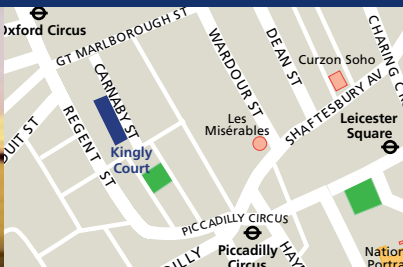 Oxford Circus
GT MARLBOROUGH ST
CARNABY ST
WARDOUR ST
DEAN ST
Curzon Soho
CHARING
REGENT ST
Les
Misérables
SHAFTESBURY AV
Leicester
Square
Kingly
Court
PICCADILLY CIRCUS
Piccadilly
Circus